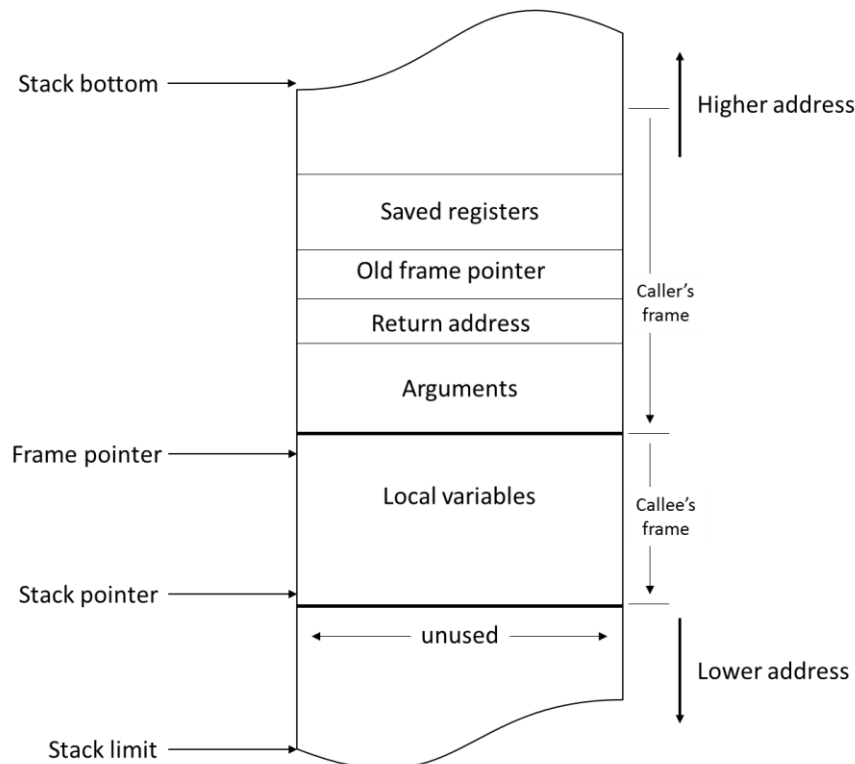 Stack bottom
Higher address
Saved registers
Old frame pointer
Caller's
frame
Return address
Arguments
Frame pointer
Local variables
Callee's
frame
Stack pointer
unused
Lower address
Stack limit